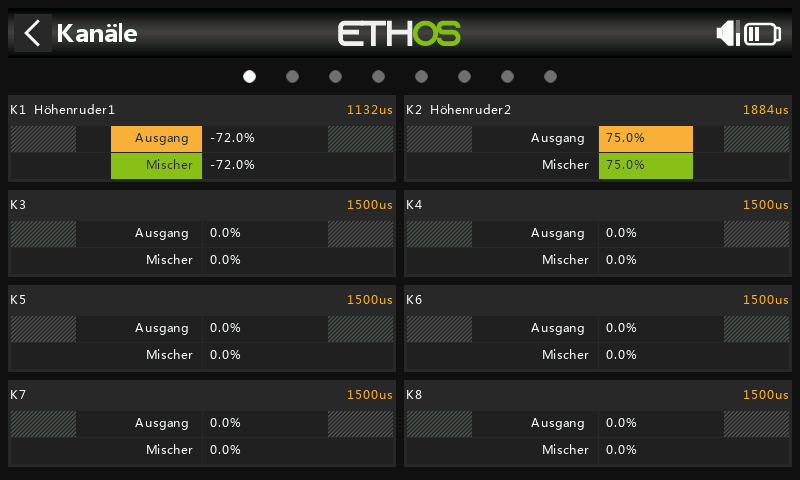 Kanäle
ETHOS
K1 Höhenruder1 1132us
Ausgang -72.0%
Mischer -72.0%
K2 Höhenruder2 1884us
Ausgang 75.0%
Mischer 75.0%
K3 1500us
Ausgang 0.0%
Mischer 0.0%
K4 1500us
Ausgang 0.0%
Mischer 0.0%
K5 1500us
Ausgang 0.0%
Mischer 0.0%
K6 1500us
Ausgang 0.0%
Mischer 0.0%
K7 1500us
Ausgang 0.0%
Mischer 0.0%
K8 1500us
Ausgang 0.0%
Mischer 0.0%